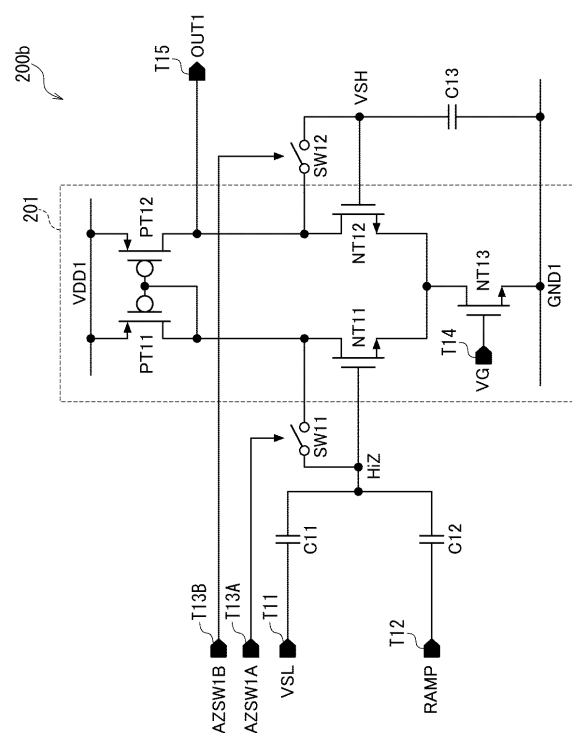 200b
T15
OUT1
201
VDD1
PT11
PT12
SW12
VSH
C13
SW11
NT11
NT12
NT13
T14
VG
GND1
HiZ
C11
C12
T13B
AZSW1B
T13A
AZSW1A
T11
VSL
T12
RAMP